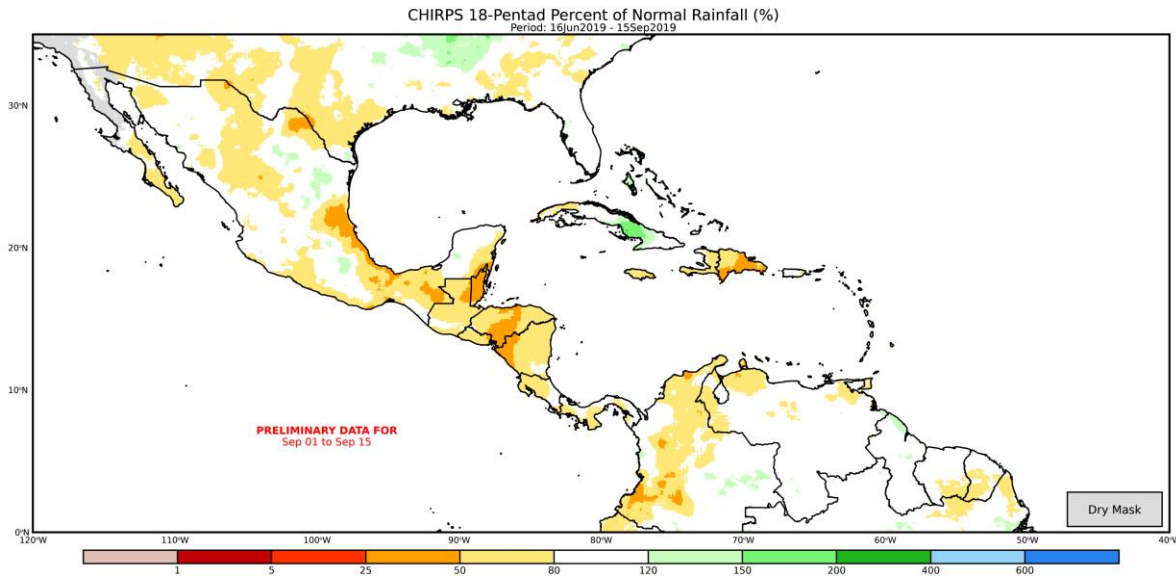 CHIRPS 18-Pentad Percent of Normal Rainfall (%)
Period: 16Jun2019 - 15Sep2019
30°N
20°N
10°N
PRELIMINARY DATA FOR
Sep 01 to Sep 15
Dry Mask
0°N
120°W 110°W 100°W 90°W 80°W 70°W 60°W 50°W 40°W
1 5 25 50 80 120 150 200 400 600